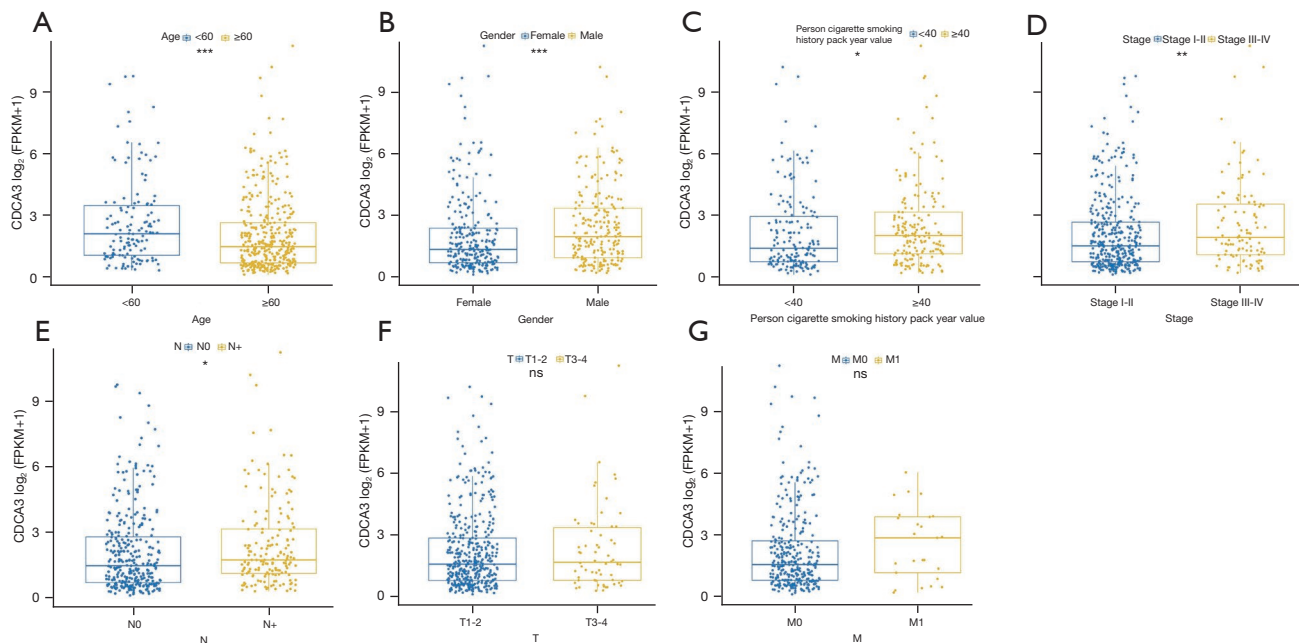 A
Age <60 ≥60
***
CDCA3 log2 (FPKM+1)
9
6
3
0
<60 ≥60
Age
B
Gender Female Male
***
CDCA3 log2 (FPKM+1)
9
6
3
0
Female Male
Gender
C
Person cigarette smoking
history pack year value <40 ≥40
*
CDCA3 log2 (FPKM+1)
9
6
3
0
<40 ≥40
Person cigarette smoking history pack year value
D
Stage Stage I-II Stage III-IV
**
CDCA3 log2 (FPKM+1)
9
6
3
0
Stage I-II Stage III-IV
Stage
E
N N0 N+
*
CDCA3 log2 (FPKM+1)
9
6
3
0
N0 N+
N
F
T T1-2 T3-4
ns
CDCA3 log2 (FPKM+1)
9
6
3
0
T1-2 T3-4
T
G
M M0 M1
ns
CDCA3 log2 (FPKM+1)
9
6
3
0
M0 M1
M